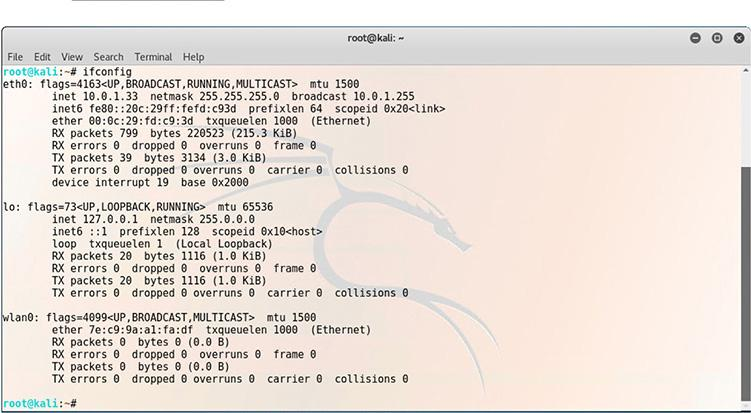 root@kali: ~
File Edit View Search Terminal Help
root@kali:~# ifconfig
eth0: flags=4163<UP,BROADCAST,RUNNING,MULTICAST>  mtu 1500
        inet 10.0.1.33  netmask 255.255.255.0  broadcast 10.0.1.255
        inet6 fe80::20c:29ff:fefd:c93d  prefixlen 64  scopeid 0x20<link>
        ether 00:0c:29:fd:c9:3d  txqueuelen 1000  (Ethernet)
        RX packets 799  bytes 220523 (215.3 KiB)
        RX errors 0  dropped 0  overruns 0  frame 0
        TX packets 39  bytes 3134 (3.0 KiB)
        TX errors 0  dropped 0 overruns 0  carrier 0  collisions 0
        device interrupt 19  base 0x2000
lo: flags=73<UP,LOOPBACK,RUNNING>  mtu 65536
        inet 127.0.0.1  netmask 255.0.0.0
        inet6 ::1  prefixlen 128  scopeid 0x10<host>
        loop  txqueuelen 1  (Local Loopback)
        RX packets 20  bytes 1116 (1.0 KiB)
        RX errors 0  dropped 0  overruns 0  frame 0
        TX packets 20  bytes 1116 (1.0 KiB)
        TX errors 0  dropped 0 overruns 0  carrier 0  collisions 0
wlan0: flags=4099<UP,BROADCAST,MULTICAST>  mtu 1500
        ether 7e:c9:9a:a1:fa:df  txqueuelen 1000  (Ethernet)
        RX packets 0  bytes 0 (0.0 B)
        RX errors 0  dropped 0  overruns 0  frame 0
        TX packets 0  bytes 0 (0.0 B)
        TX errors 0  dropped 0 overruns 0  carrier 0  collisions 0
root@kali:~#